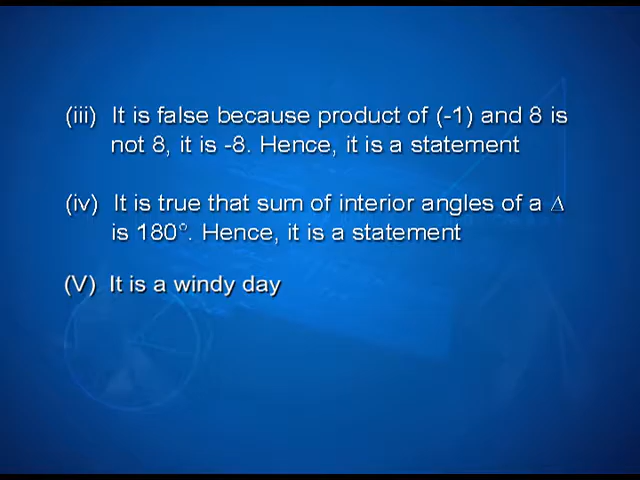 (iii) It is false because product of (-1) and 8 is
not 8, it is -8. Hence, it is a statement
(iv) It is true that sum of interior angles of a Δ
is 180°. Hence, it is a statement
(V) It is a windy day